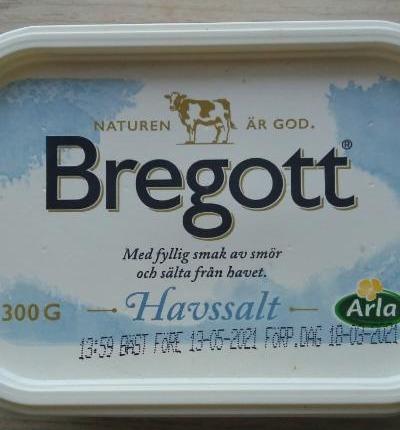 NATUREN ÄR GOD.
Bregott®
Med fyllig smak av smör
och sälta från havet.
300 G Havssalt Arla
13:59 BÄST FÖRE 13-05-2021 FÖRP.DAG 18-03-2021